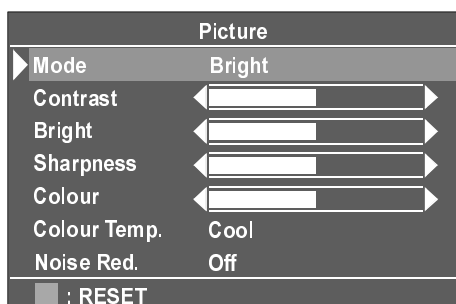 Picture
Mode Bright
Contrast
Bright
Sharpness
Colour
Colour Temp. Cool
Noise Red. Off
: RESET